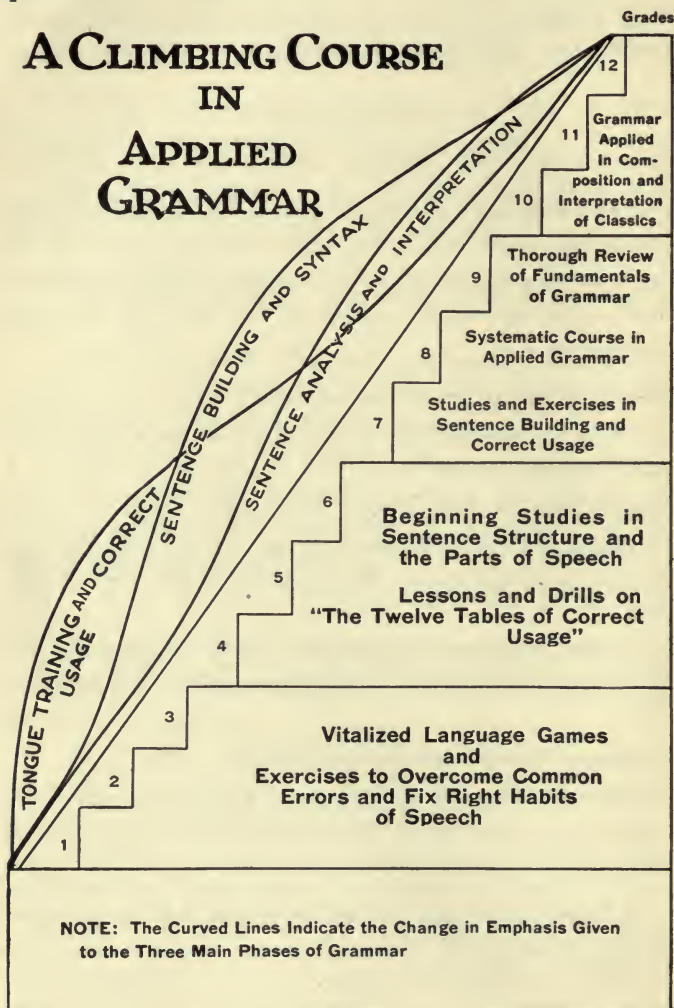 Grades
A CLIMBING COURSE
IN
APPLIED
GRAMMAR
12
11
Grammar
Applied
in Com-
position and
Interpretation
of Classics
10
9
Thorough Review
of Fundamentals
of Grammar
8
Systematic Course in
Applied Grammar
7
Studies and Exercises in
Sentence Building and
Correct Usage
6
Beginning Studies in
Sentence Structure and
the Parts of Speech
5
Lessons and Drills on
"The Twelve Tables of Correct
Usage"
4
3
Vitalized Language Games
and
Exercises to Overcome Common
Errors and Fix Right Habits
of Speech
2
1
TONGUE TRAINING AND CORRECT
USAGE
SENTENCE BUILDING AND SYNTAX
SENTENCE ANALYSIS AND INTERPRETATION
NOTE: The Curved Lines Indicate the Change in Emphasis Given
to the Three Main Phases of Grammar